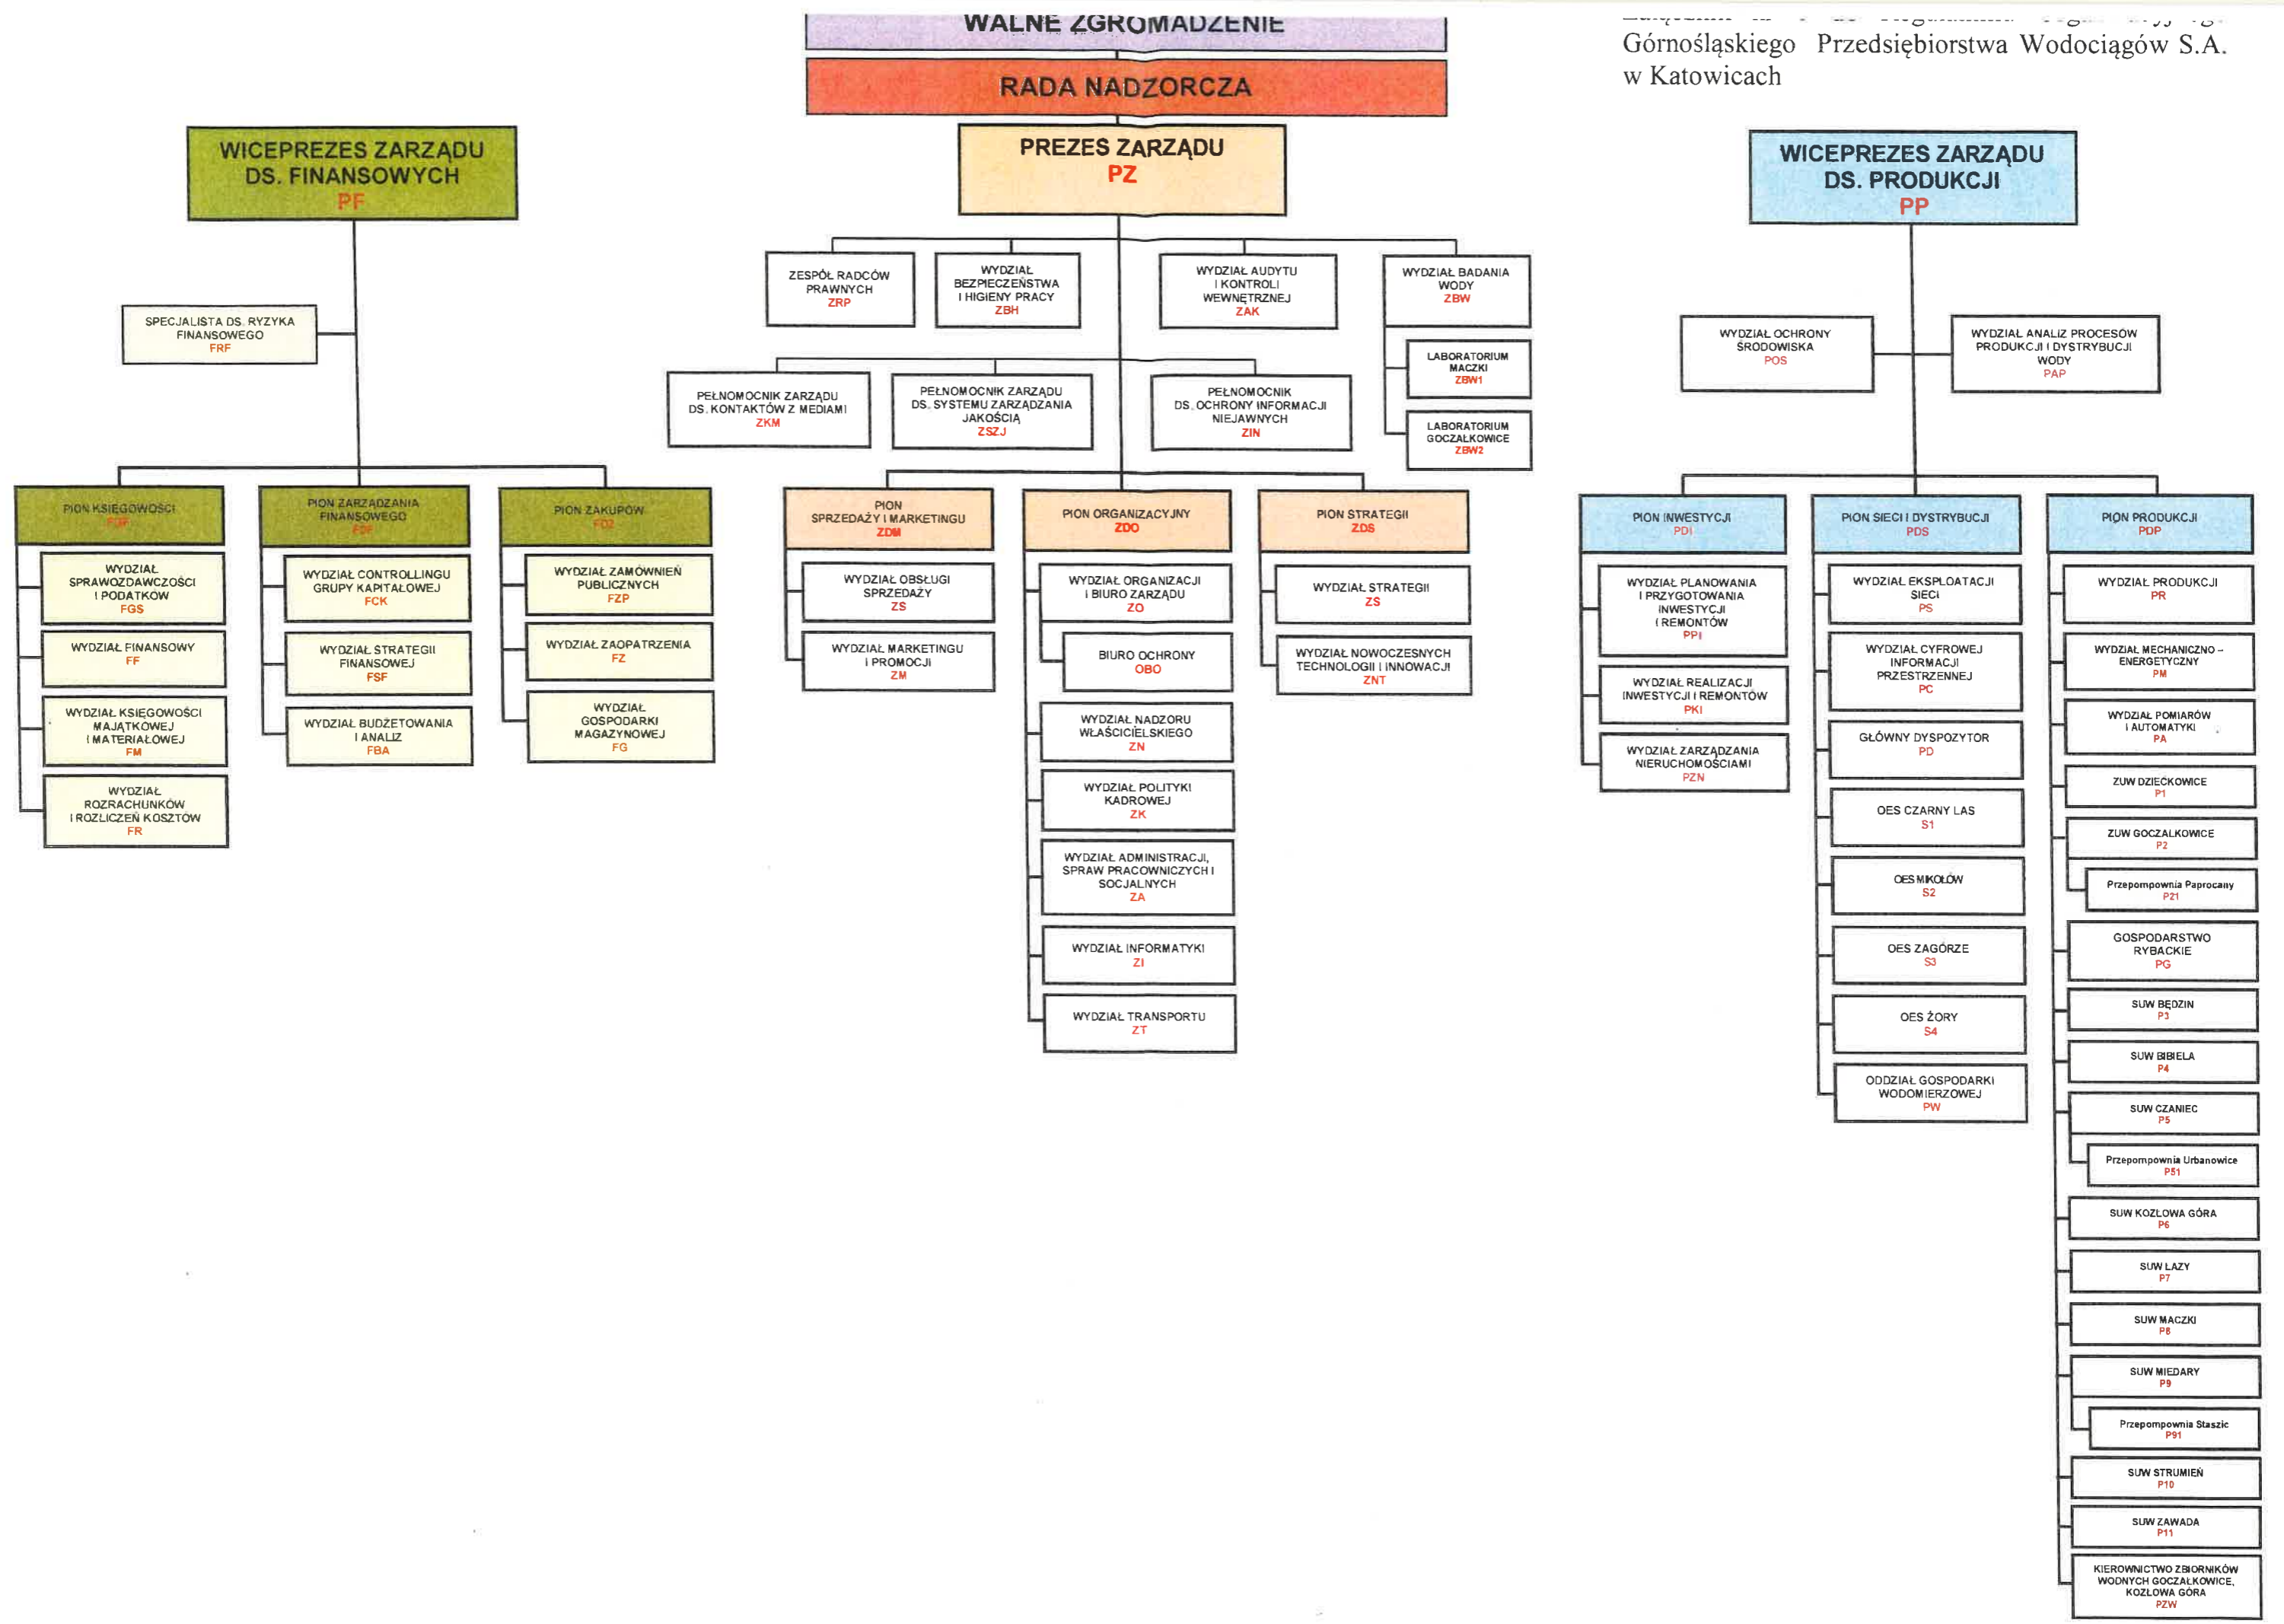 WALNE ZGROMADZENIE
Górnośląskiego Przedsiębiorstwa Wodociągów S.A.
w Katowicach
RADA NADZORCZA
WICEPREZES ZARZĄDU
DS. FINANSOWYCH
PF
PREZES ZARZĄDU
PZ
WICEPREZES ZARZĄDU
DS. PRODUKCJI
PP
ZESPÓŁ RADCÓW
PRAWNYCH
ZRP
WYDZIAŁ
BEZPIECZEŃSTWA
I HIGIENY PRACY
ZBH
WYDZIAŁ AUDYTU
I KONTROLI
WEWNĘTRZNEJ
ZAK
WYDZIAŁ BADANIA
WODY
ZBW
LABORATORIUM
MACZKI
ZBW1
LABORATORIUM
GOCZAŁKOWICE
ZBW2
SPECJALISTA DS. RYZYKA
FINANSOWEGO
FRF
PEŁNOMOCNIK ZARZĄDU
DS. KONTAKTÓW Z MEDIAMI
ZKM
PEŁNOMOCNIK ZARZĄDU
DS. SYSTEMU ZARZĄDZANIA
JAKOŚCIĄ
ZSZJ
PEŁNOMOCNIK
DS. OCHRONY INFORMACJI
NIEJAWNYCH
ZIN
WYDZIAŁ OCHRONY
ŚRODOWISKA
POS
WYDZIAŁ ANALIZ PROCESÓW
PRODUKCJI I DYSTRYBUCJI
WODY
PAP
PION KSIĘGOWOŚCI
WYDZIAŁ
SPRAWOZDAWCZOŚCI
I PODATKÓW
FGS
WYDZIAŁ FINANSOWY
FF
WYDZIAŁ KSIĘGOWOŚCI
MAJĄTKOWEJ
I MATERIAŁOWEJ
FM
WYDZIAŁ
ROZRACHUNKÓW
I ROZLICZEŃ KOSZTÓW
FR
PION ZARZĄDZANIA
FINANSOWEGO
WYDZIAŁ CONTROLLINGU
GRUPY KAPITAŁOWEJ
FCK
WYDZIAŁ STRATEGII
FINANSOWEJ
FSF
WYDZIAŁ BUDŻETOWANIA
I ANALIZ
FBA
PION ZAKUPÓW
FDZ
WYDZIAŁ ZAMÓWNIEŃ
PUBLICZNYCH
FZP
WYDZIAŁ ZAOPATRZENIA
FZ
WYDZIAŁ
GOSPODARKI
MAGAZYNOWEJ
FG
PION
SPRZEDAŻY I MARKETINGU
ZDM
WYDZIAŁ OBSŁUGI
SPRZEDAŻY
ZS
WYDZIAŁ MARKETINGU
I PROMOCJI
ZM
PION ORGANIZACYJNY
ZDO
WYDZIAŁ ORGANIZACJI
I BIURO ZARZĄDU
ZO
BIURO OCHRONY
OBO
WYDZIAŁ NADZORU
WŁAŚCICIELSKIEGO
ZN
WYDZIAŁ POLITYKI
KADROWEJ
ZK
WYDZIAŁ ADMINISTRACJI,
SPRAW PRACOWNICZYCH I
SOCJALNYCH
ZA
WYDZIAŁ INFORMATYKI
ZI
WYDZIAŁ TRANSPORTU
ZT
PION STRATEGII
ZDS
WYDZIAŁ STRATEGII
ZS
WYDZIAŁ NOWOCZESNYCH
TECHNOLOGII I INNOWACJI
ZNT
PION INWESTYCJI
PDI
WYDZIAŁ PLANOWANIA
I PRZYGOTOWANIA
INWESTYCJI
I REMONTÓW
PPI
WYDZIAŁ REALIZACJI
INWESTYCJI I REMONTÓW
PKI
WYDZIAŁ ZARZĄDZANIA
NIERUCHOMOŚCIAMI
PZN
PION SIECI I DYSTRYBUCJI
PDS
WYDZIAŁ EKSPLOATACJI
SIECI
PS
WYDZIAŁ CYFROWEJ
INFORMACJI
PRZESTRZENNEJ
PC
GŁÓWNY DYSPOZYTOR
PD
OES CZARNY LAS
S1
OES MIKOŁÓW
S2
OES ZAGÓRZE
S3
OES ŻORY
S4
ODDZIAŁ GOSPODARKI
WODOMIERZOWEJ
PW
PION PRODUKCJI
PDP
WYDZIAŁ PRODUKCJI
PR
WYDZIAŁ MECHANICZNO –
ENERGETYCZNY
PM
WYDZIAŁ POMIARÓW
I AUTOMATYKI
PA
ZUW DZIEĆKOWICE
P1
ZUW GOCZALKOWICE
P2
Przepompownia Paprocany
P21
GOSPODARSTWO
RYBACKIE
PG
SUW BĘDZIN
P3
SUW BIBIELA
P4
SUW CZANIEC
P5
Przepompownia Urbanowice
P51
SUW KOZŁOWA GÓRA
P6
SUW ŁAZY
P7
SUW MACZKI
P8
SUW MIEDARY
P9
Przepompownia Staszic
P91
SUW STRUMIEŃ
P10
SUW ZAWADA
P11
KIEROWNICTWO ZBIORNIKÓW
WODNYCH GOCZAŁKOWICE,
KOZŁOWA GÓRA
PZW